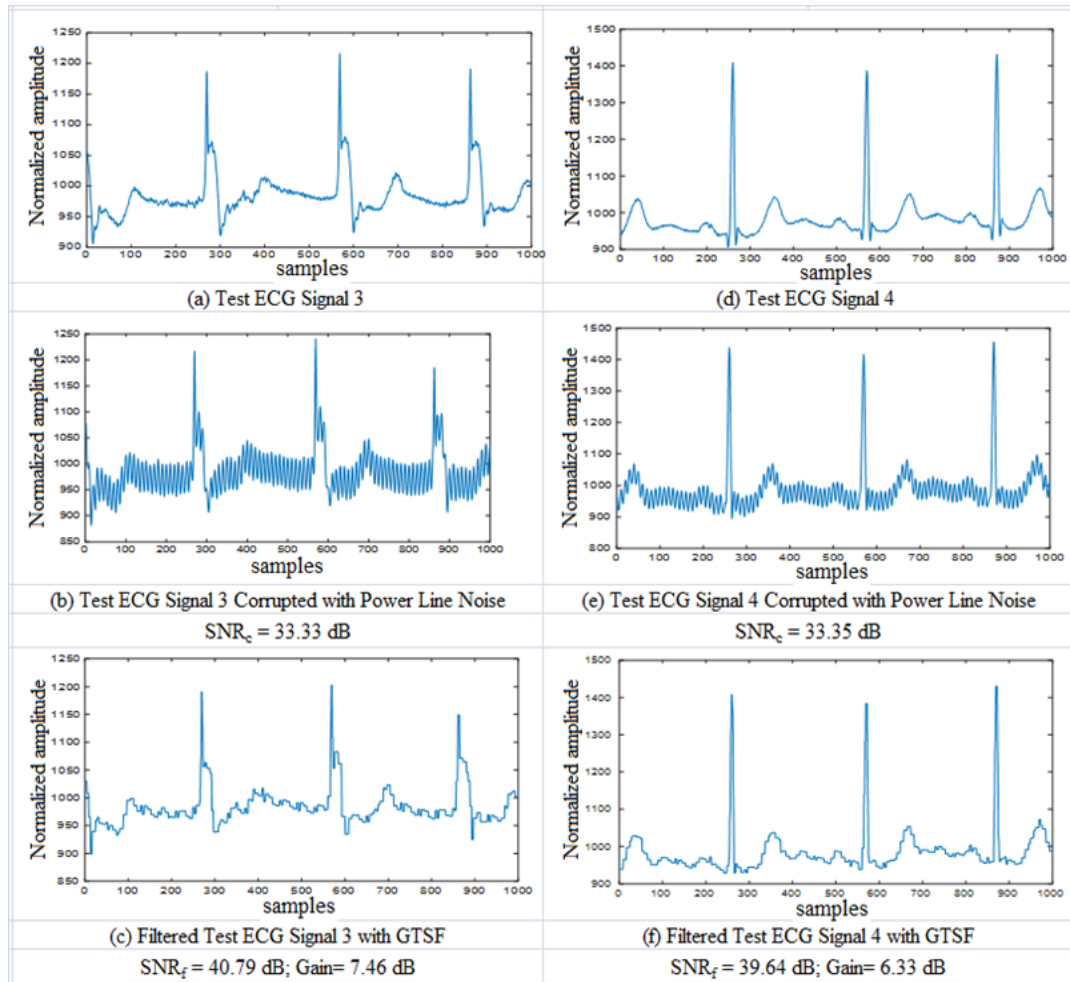 Normalized amplitude
1250
1200
1150
1100
1050
1000
950
900
0 100 200 300 400 500 600 700 800 900 1000
samples
(a) Test ECG Signal 3
Normalized amplitude
1500
1400
1300
1200
1100
1000
900
0 100 200 300 400 500 600 700 800 900 1000
samples
(d) Test ECG Signal 4
Normalized amplitude
1250
1200
1150
1100
1050
1000
950
900
850
0 100 200 300 400 500 600 700 800 900 1000
samples
(b) Test ECG Signal 3 Corrupted with Power Line Noise
SNRc = 33.33 dB
Normalized amplitude
1500
1400
1300
1200
1100
1000
900
800
0 100 200 300 400 500 600 700 800 900 1000
samples
(e) Test ECG Signal 4 Corrupted with Power Line Noise
SNRc = 33.35 dB
Normalized amplitude
1250
1200
1150
1100
1050
1000
950
900
850
0 100 200 300 400 500 600 700 800 900 1000
samples
(c) Filtered Test ECG Signal 3 with GTSF
SNRf = 40.79 dB; Gain= 7.46 dB
Normalized amplitude
1500
1400
1300
1200
1100
1000
900
0 100 200 300 400 500 600 700 800 900 1000
samples
(f) Filtered Test ECG Signal 4 with GTSF
SNRf = 39.64 dB; Gain= 6.33 dB